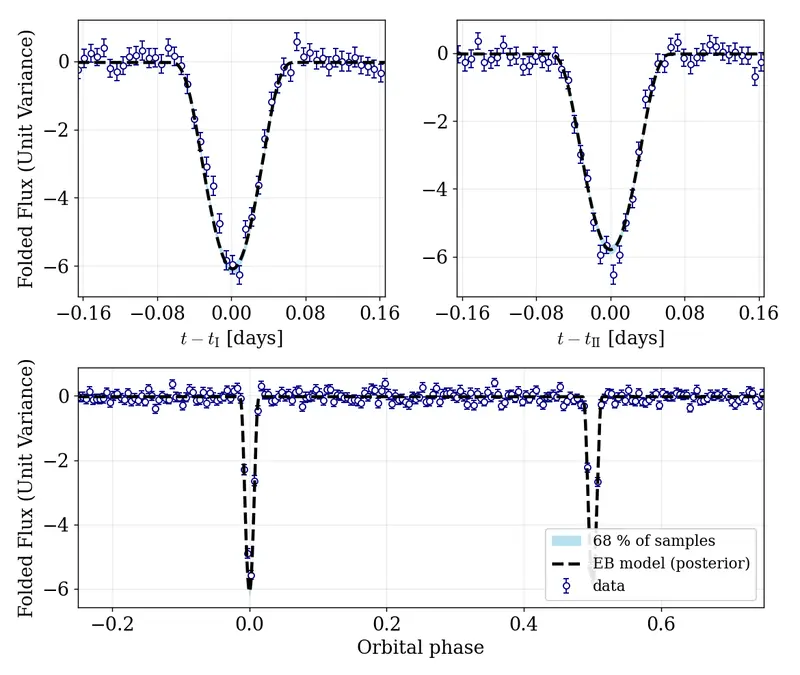 Folded Flux (Unit Variance)
0
−2
−4
−6
−0.16 −0.08 0.00 0.08 0.16
t − tI [days]
0
−2
−4
−6
−0.16 −0.08 0.00 0.08 0.16
t − tII [days]
Folded Flux (Unit Variance)
0
−2
−4
−6
68 % of samples
EB model (posterior)
data
−0.2 0.0 0.2 0.4 0.6
Orbital phase